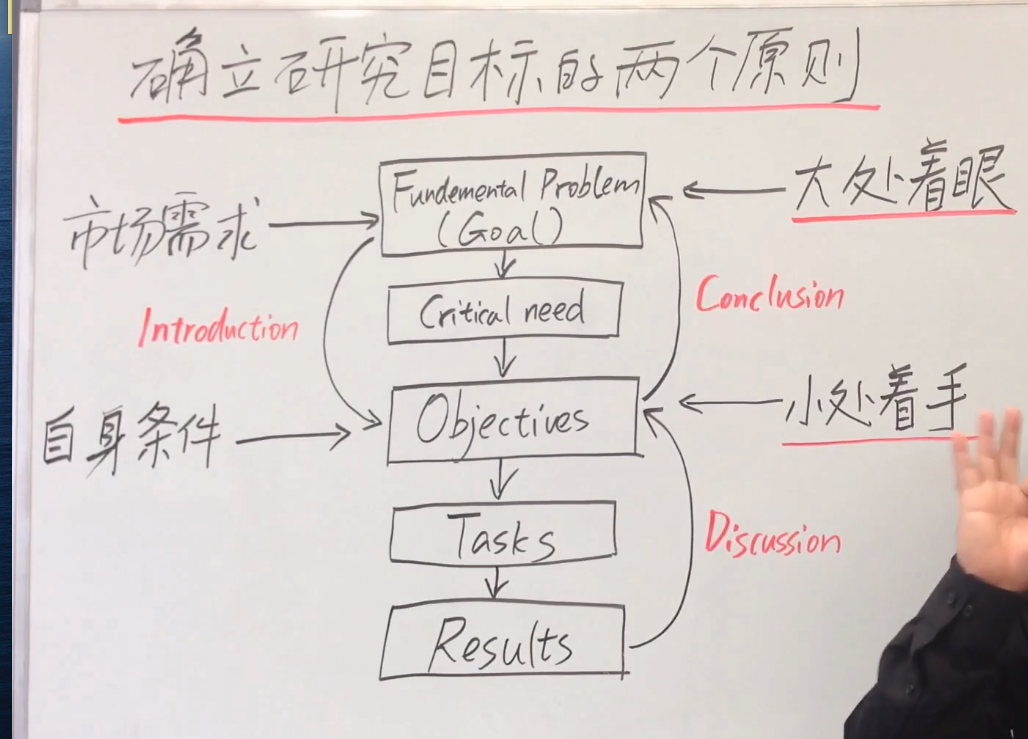 确立研究目标的两个原则
市场需求
Fundemental Problem
(Goal)
大处着眼
Critical need
Introduction
Conclusion
自身条件
Objectives
小处着手
Tasks
Discussion
Results